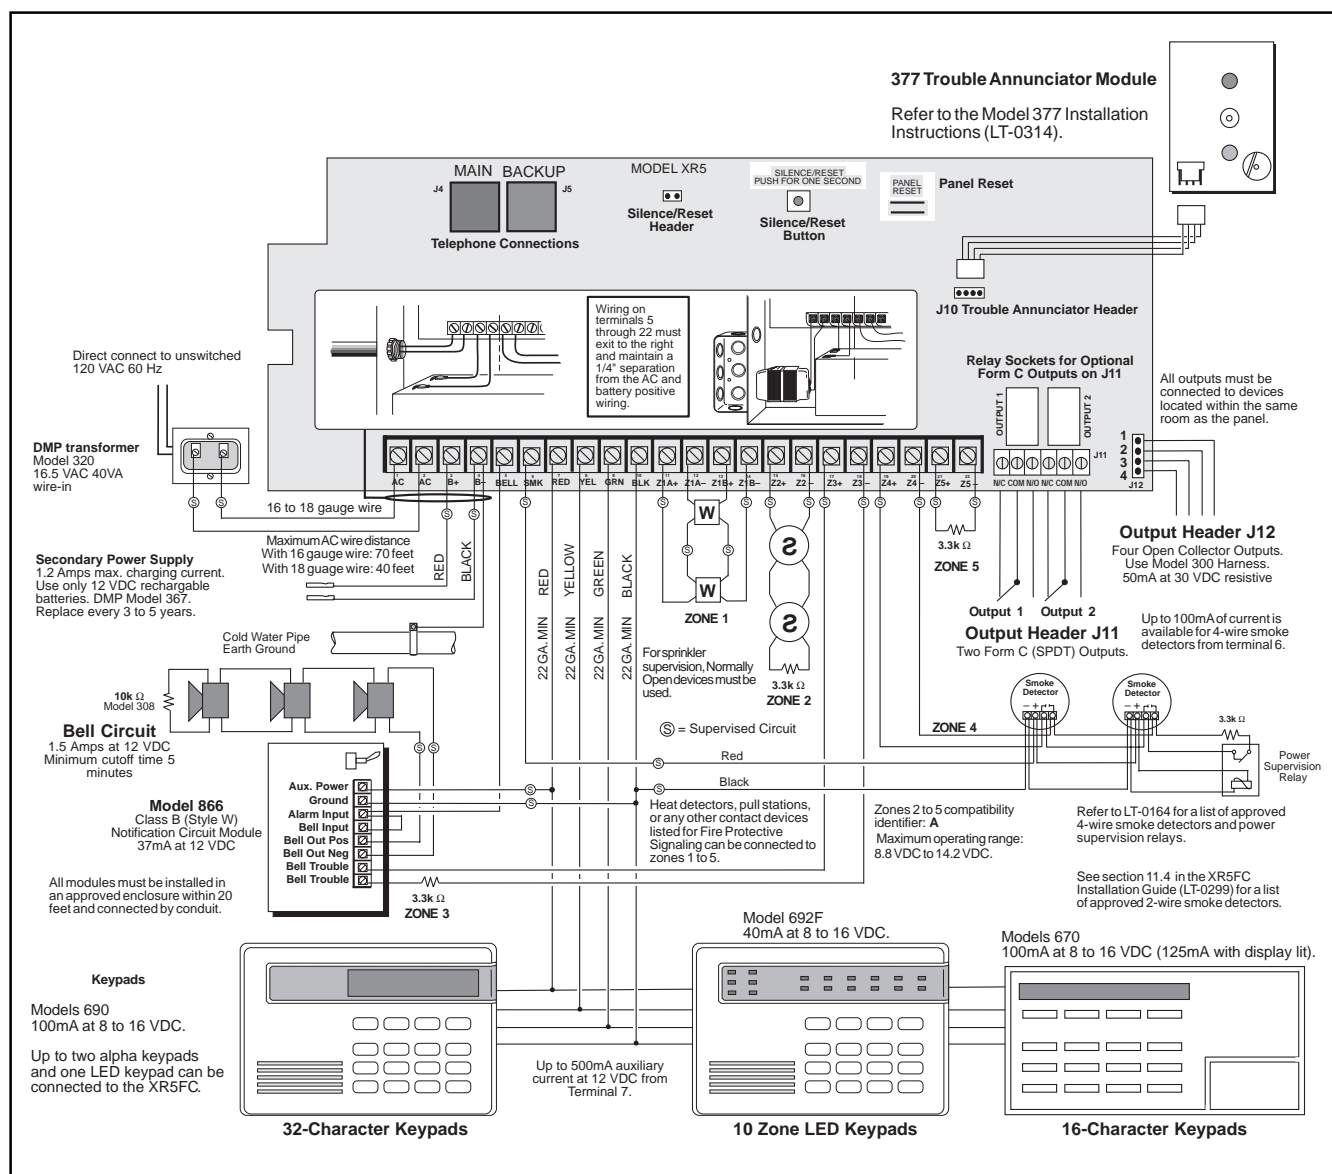 377 Trouble Annunciator Module
Refer to the Model 377 Installation
Instructions (LT-0314).
MAIN
BACKUP
J4
J5
Telephone Connections
MODEL XR5
Silence/Reset
Header
SILENCE/RESET
PUSH FOR ONE SECOND
Silence/Reset
Button
PANEL
RESET
Panel Reset
J10 Trouble Annunciator Header
Wiring on
terminals 5
through 22 must
exit to the right
and maintain a
1/4" separation
from the AC and
battery positive
wiring.
Relay Sockets for Optional
Form C Outputs on J11
OUTPUT 1
OUTPUT 2
All outputs must be
connected to devices
located within the same
room as the panel.
Direct connect to unswitched
120 VAC 60 Hz
DMP transformer
Model 320
16.5 VAC 40VA
wire-in
1 2 3 4 5 6 7 8 9 10 11 12 13 14 15 16 17 18 19 20 21 22
AC AC B+ B– BELL SMK RED YEL GRN BLK Z1A+ Z1A– Z1B+ Z1B– Z2+ Z2 – Z3+ Z3 – Z4+ Z4 – Z5+ Z5 –
N/C COM N/O N/C COM N/O
J11
1
2
3
4
J12
S S S S S S S S S S S S S S
16 to 18 gauge wire
Maximum AC wire distance
With 16 gauge wire: 70 feet
With 18 guage wire: 40 feet
RED
BLACK
Secondary Power Supply
1.2 Amps max. charging current.
Use only 12 VDC rechargable
batteries. DMP Model 367.
Replace every 3 to 5 years.
22 GA. MIN RED
22 GA. MIN YELLOW
22 GA. MIN GREEN
22 GA. MIN BLACK
W
S S
W
ZONE 1
S
S
3.3k Ω
ZONE 2
3.3k Ω
ZONE 5
Output 1
Output 2
Output Header J11
Two Form C (SPDT) Outputs.
Output Header J12
Four Open Collector Outputs.
Use Model 300 Harness.
50mA at 30 VDC resistive
Up to 100mA of current is
available for 4-wire smoke
detectors from terminal 6.
Cold Water Pipe
Earth Ground
For sprinkler
supervision, Normally
Open devices must be
used.
S = Supervised Circuit
10k Ω
Model 308
Bell Circuit
1.5 Amps at 12 VDC
Minimum cutoff time 5
minutes
S S
Smoke
Detector
– +
Smoke
Detector
– +
ZONE 4
3.3k Ω
Power
Supervision
Relay
S
Red
S
Black
Model 866
Class B (Style W)
Notification Circuit Module
37mA at 12 VDC
Aux. Power
Ground
Alarm Input
Bell Input
Bell Out Pos
Bell Out Neg
Bell Trouble
Bell Trouble
S
S
3.3k Ω
ZONE 3
All modules must be installed in
an approved enclosure within 20
feet and connected by conduit.
Heat detectors, pull stations,
or any other contact devices
listed for Fire Protective
Signaling can be connected to
zones 1 to 5.
Zones 2 to 5 compatibility
identifier: A
Maximum operating range:
8.8 VDC to 14.2 VDC.
Refer to LT-0164 for a list of approved
4-wire smoke detectors and power
supervision relays.
See section 11.4 in the XR5FC
Installation Guide (LT-0299) for a list
of approved 2-wire smoke detectors.
Model 692F
40mA at 8 to 16 VDC.
Models 670
100mA at 8 to 16 VDC (125mA with display lit).
Keypads
Models 690
100mA at 8 to 16 VDC.
Up to two alpha keypads
and one LED keypad can be
connected to the XR5FC.
Up to 500mA auxiliary
current at 12 VDC from
Terminal 7.
32-Character Keypads
10 Zone LED Keypads
16-Character Keypads